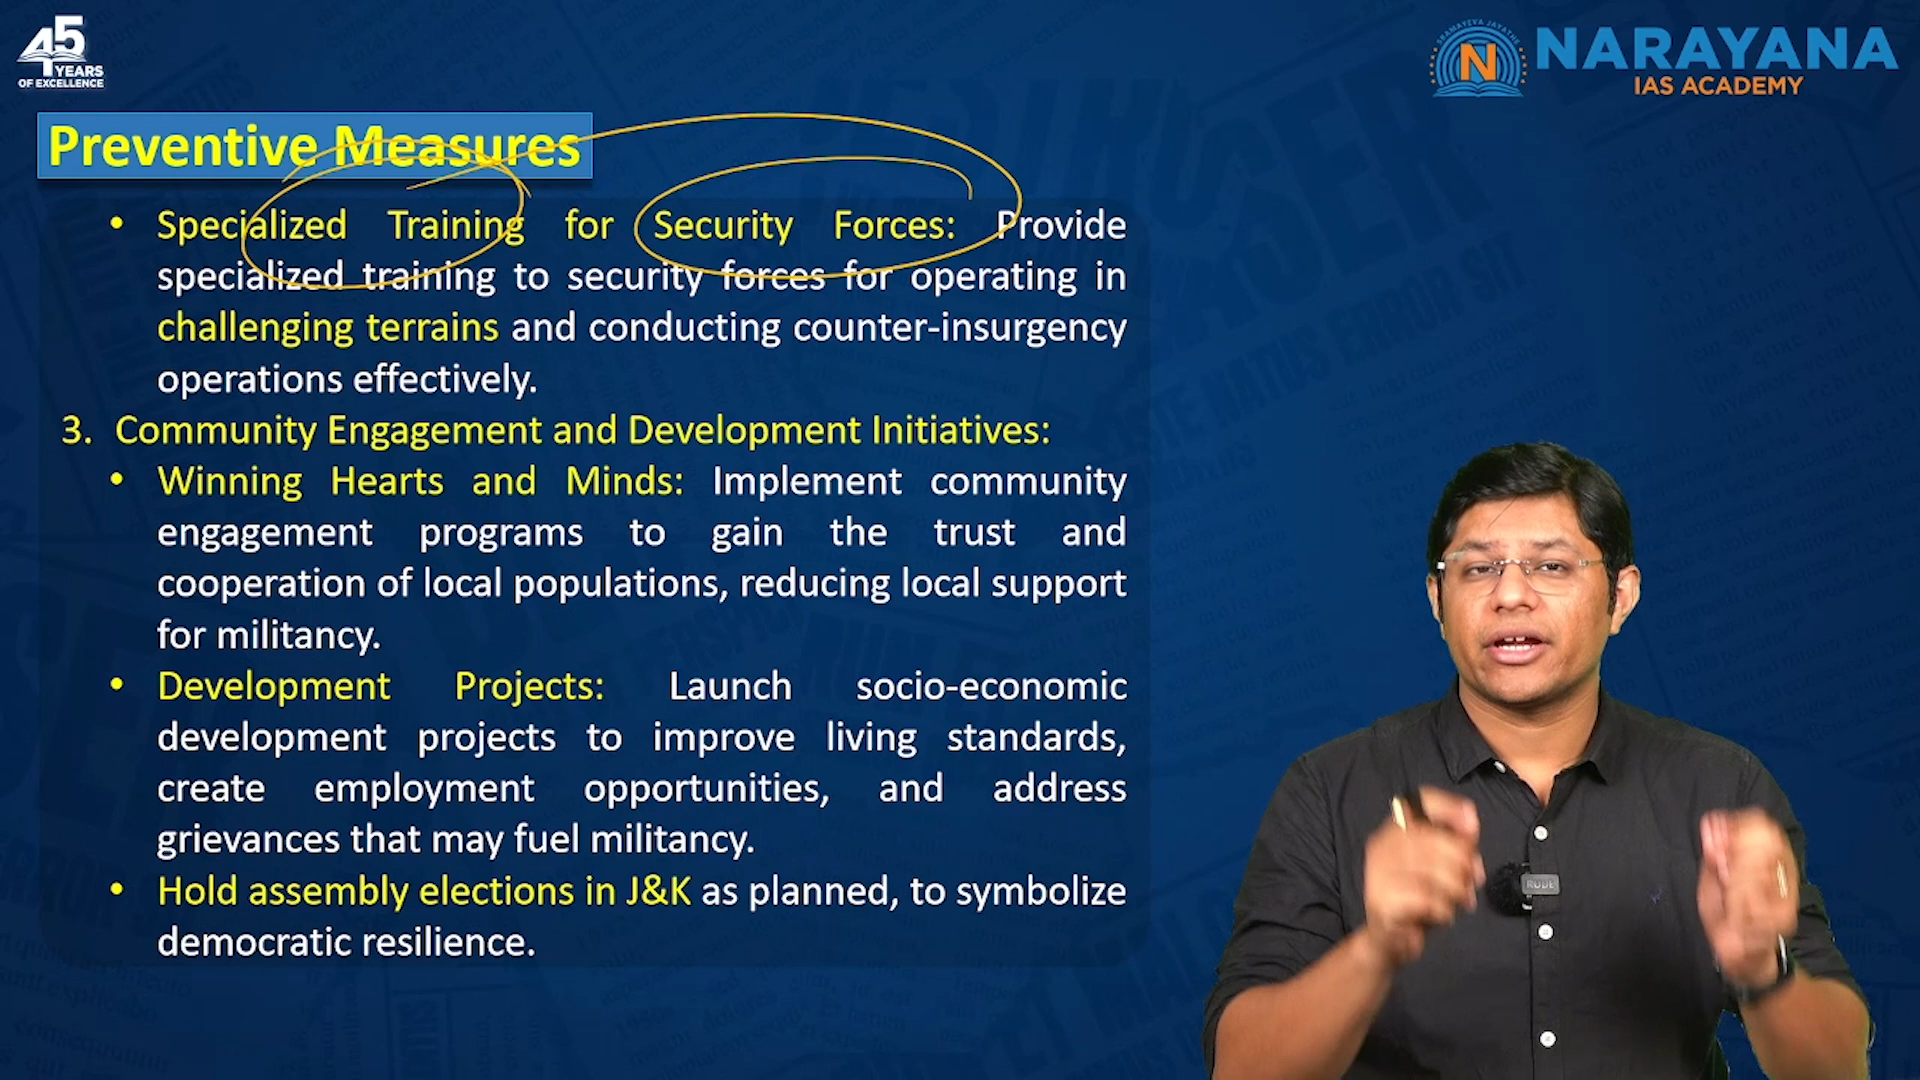 45
YEARS
OF EXCELLENCE
SRAMAYEVA JAYATHE
N
NARAYANA
IAS ACADEMY
Preventive Measures
• Specialized Training for Security Forces: Provide
specialized training to security forces for operating in
challenging terrains and conducting counter-insurgency
operations effectively.
3. Community Engagement and Development Initiatives:
• Winning Hearts and Minds: Implement community
engagement programs to gain the trust and
cooperation of local populations, reducing local support
for militancy.
• Development Projects: Launch socio-economic
development projects to improve living standards,
create employment opportunities, and address
grievances that may fuel militancy.
• Hold assembly elections in J&K as planned, to symbolize
democratic resilience.
RODE